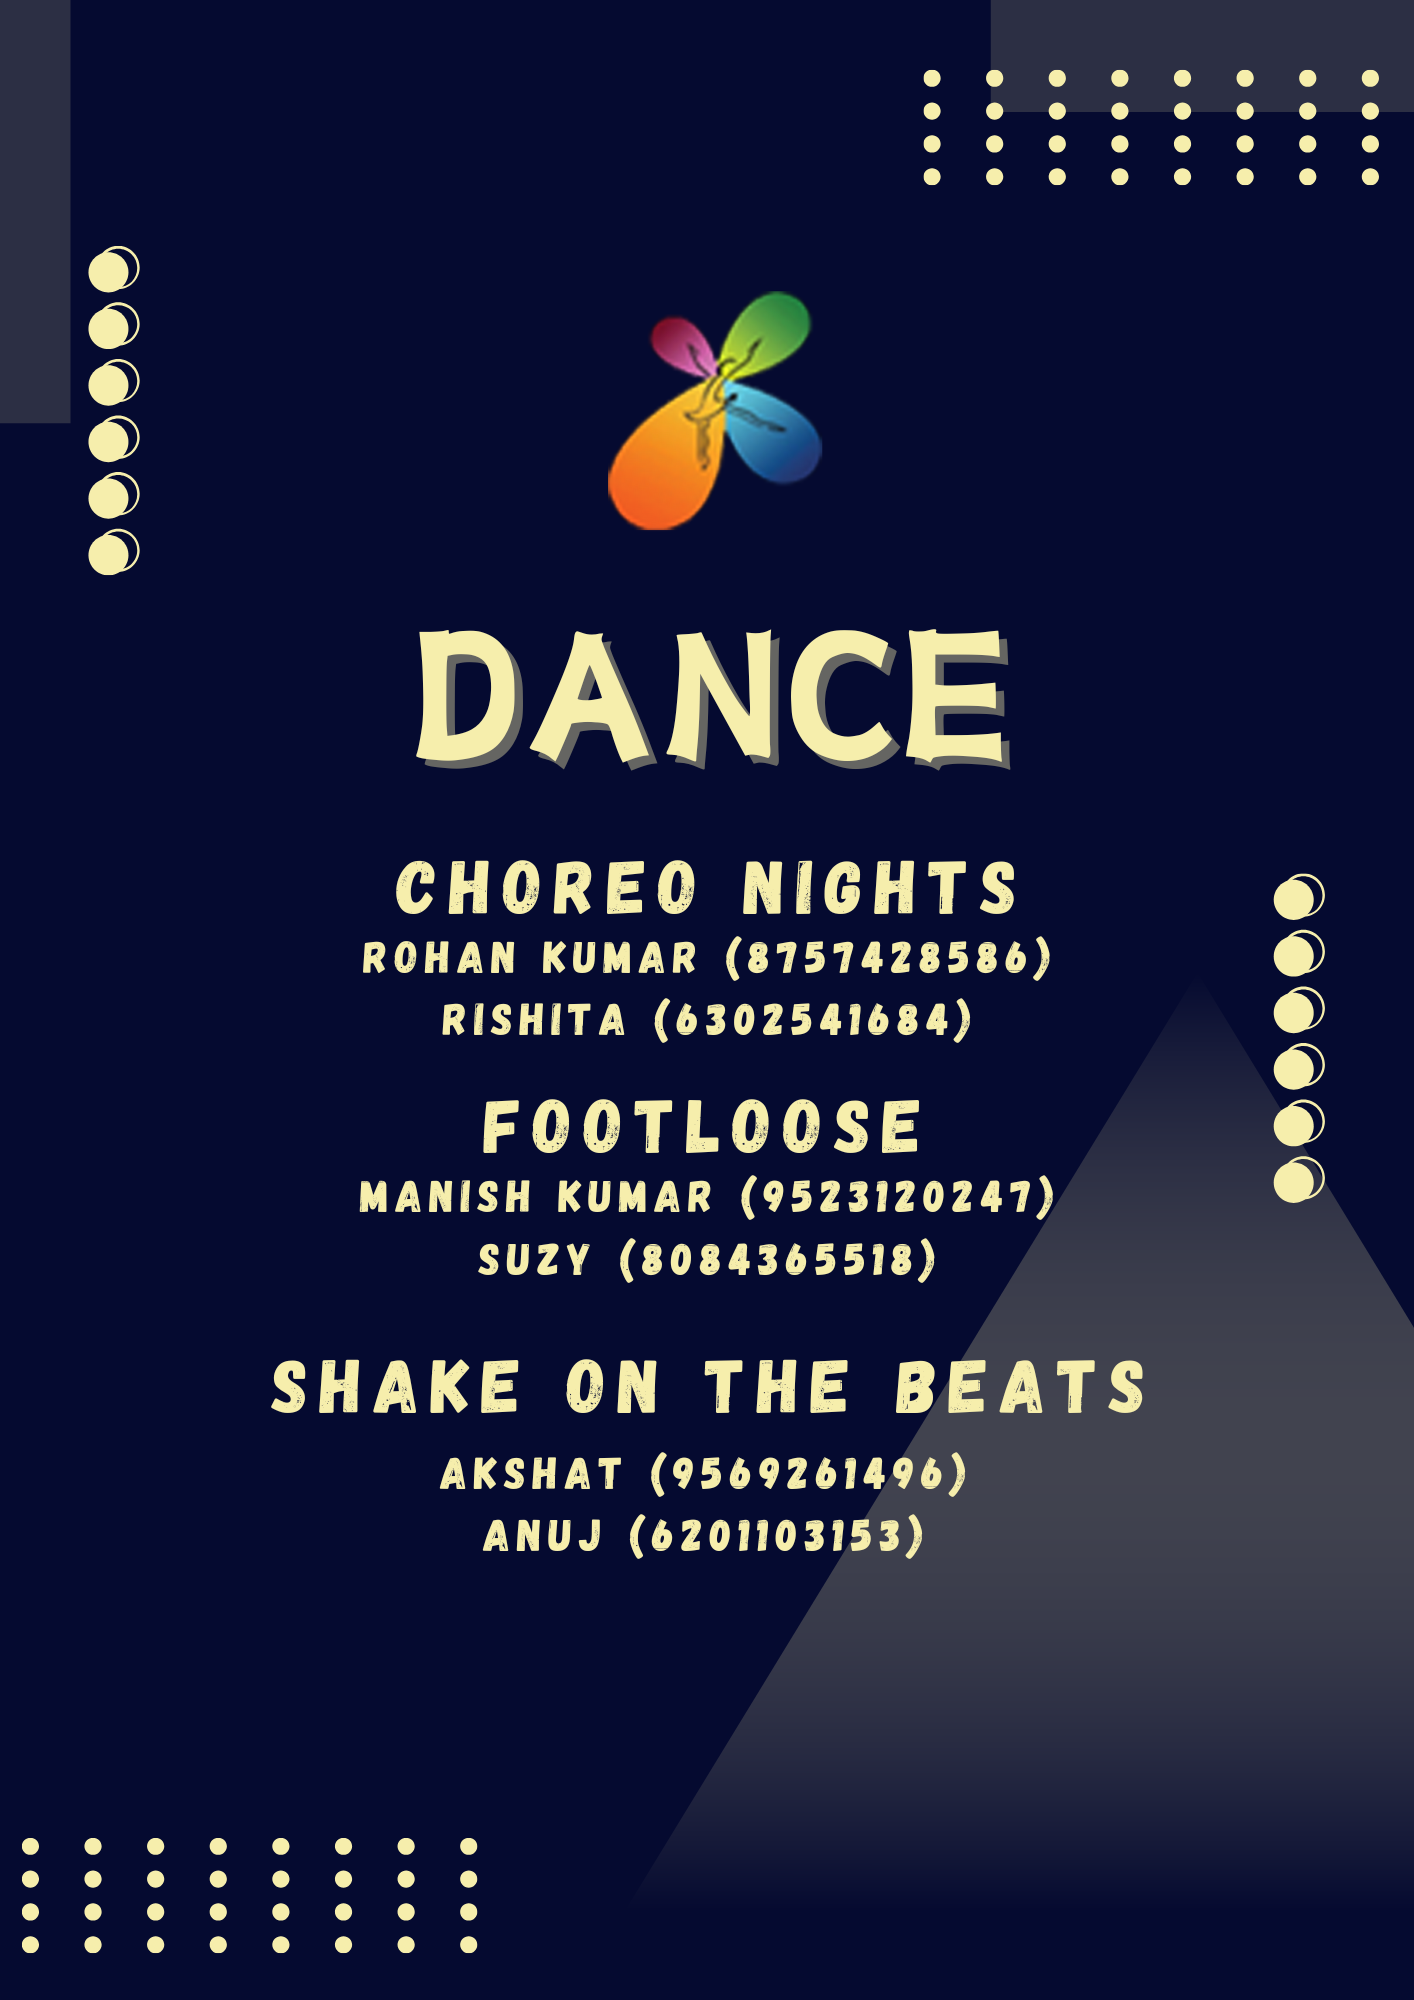 DANCE
CHOREO NIGHTS
ROHAN KUMAR (8757428586)
RISHITA (6302541684)
FOOTLOOSE
MANISH KUMAR (9523120247)
SUZY (8084365518)
SHAKE ON THE BEATS
AKSHAT (9569261496)
ANUJ (6201103153)